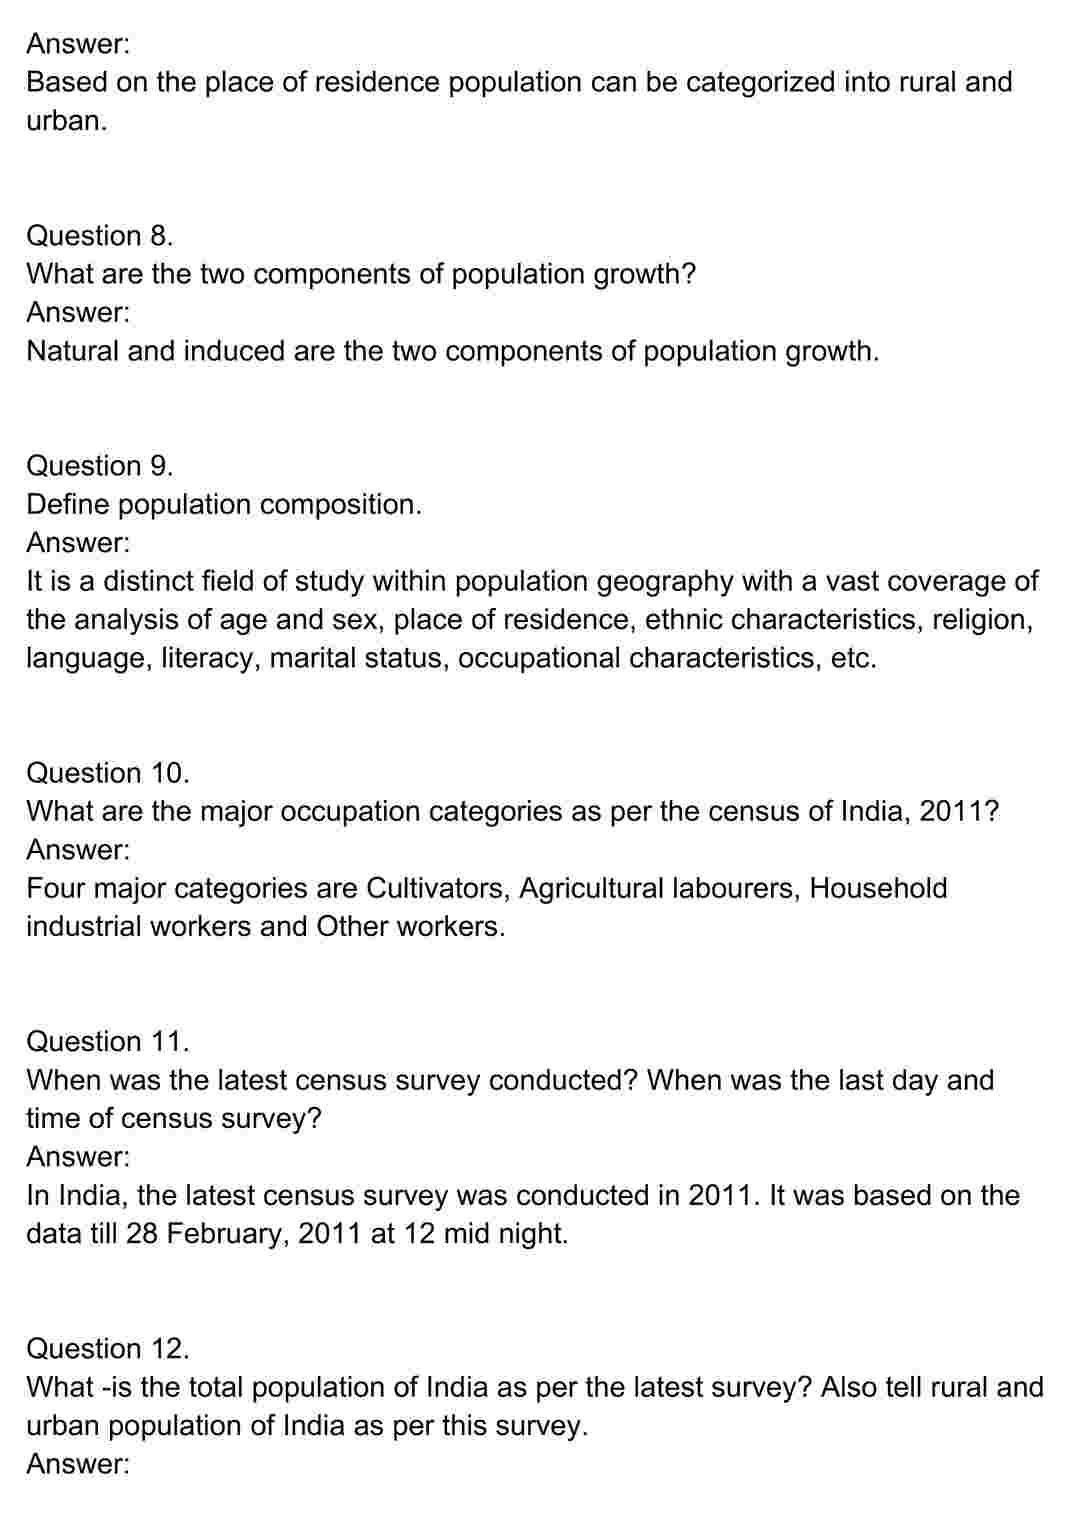 Answer:
Based on the place of residence population can be categorized into rural and
urban.
Question 8.
What are the two components of population growth?
Answer:
Natural and induced are the two components of population growth.
Question 9.
Define population composition.
Answer:
It is a distinct field of study within population geography with a vast coverage of
the analysis of age and sex, place of residence, ethnic characteristics, religion,
language, literacy, marital status, occupational characteristics, etc.
Question 10.
What are the major occupation categories as per the census of India, 2011?
Answer:
Four major categories are Cultivators, Agricultural labourers, Household
industrial workers and Other workers.
Question 11.
When was the latest census survey conducted? When was the last day and
time of census survey?
Answer:
In India, the latest census survey was conducted in 2011. It was based on the
data till 28 February, 2011 at 12 mid night.
Question 12.
What -is the total population of India as per the latest survey? Also tell rural and
urban population of India as per this survey.
Answer: